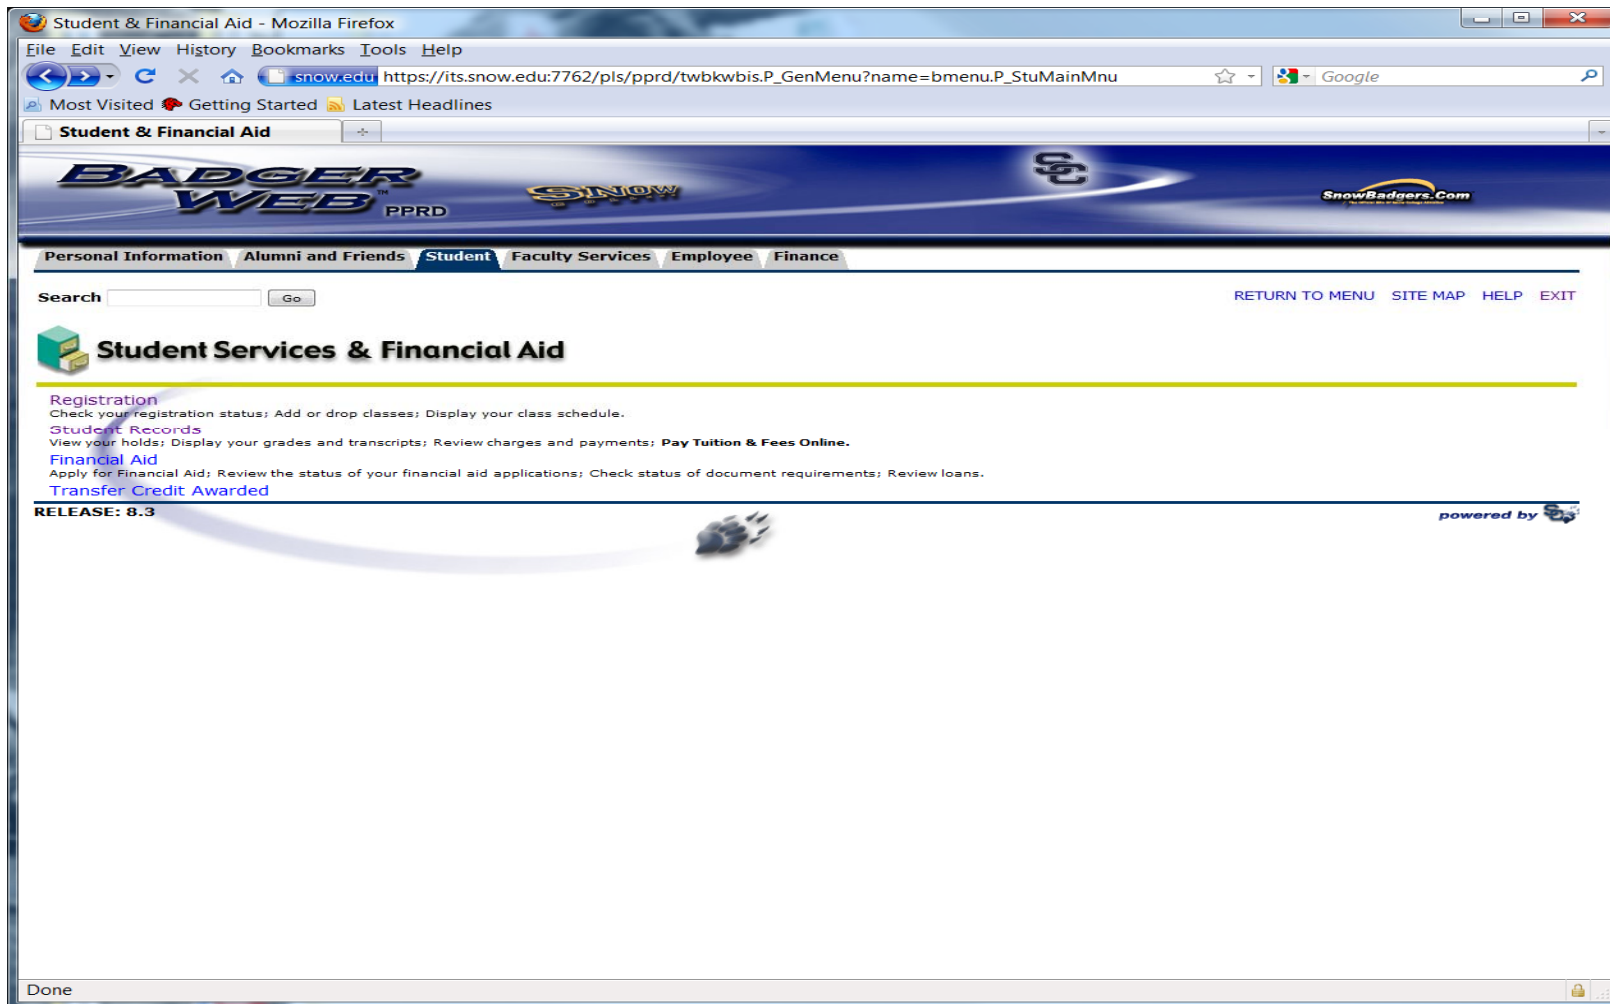 Student & Financial Aid - Mozilla Firefox
File Edit View History Bookmarks Tools Help
snow.edu https://its.snow.edu:7762/pls/pprd/twbkwbis.P_GenMenu?name=bmenu.P_StuMainMnu Google
Most Visited Getting Started Latest Headlines
Student & Financial Aid
BADGER
WEB™ PPRD
SNOW
SC
SnowBadgers.Com
Personal Information Alumni and Friends Student Faculty Services Employee Finance
Search Go RETURN TO MENU SITE MAP HELP EXIT
Student Services & Financial Aid
Registration
Check your registration status; Add or drop classes; Display your class schedule.
Student Records
View your holds; Display your grades and transcripts; Review charges and payments; Pay Tuition & Fees Online.
Financial Aid
Apply for Financial Aid; Review the status of your financial aid applications; Check status of document requirements; Review loans.
Transfer Credit Awarded
RELEASE: 8.3 powered by SC
Done